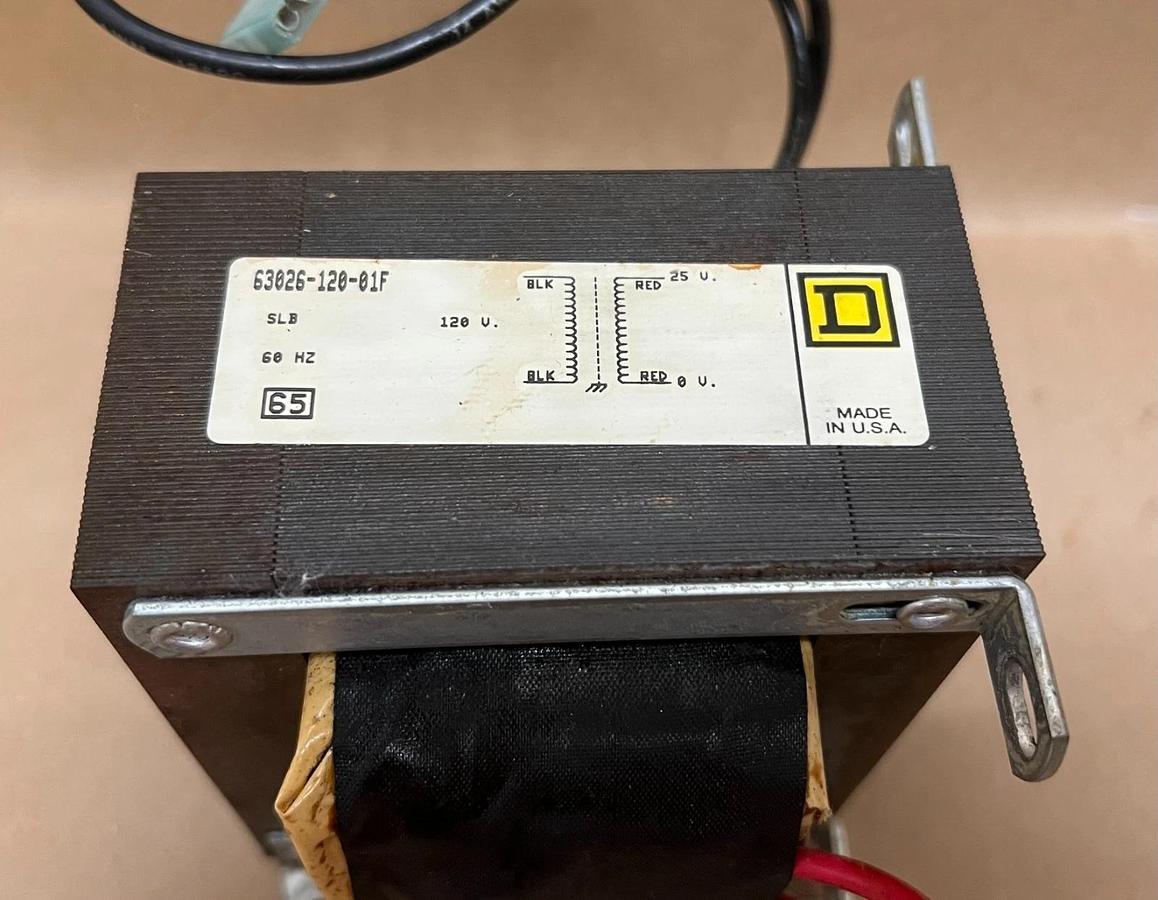 63026-120-01F
SLB
60 HZ
65
120 V.
BLK
BLK
RED 25 V.
RED 0 V.
D
MADE
IN U.S.A.